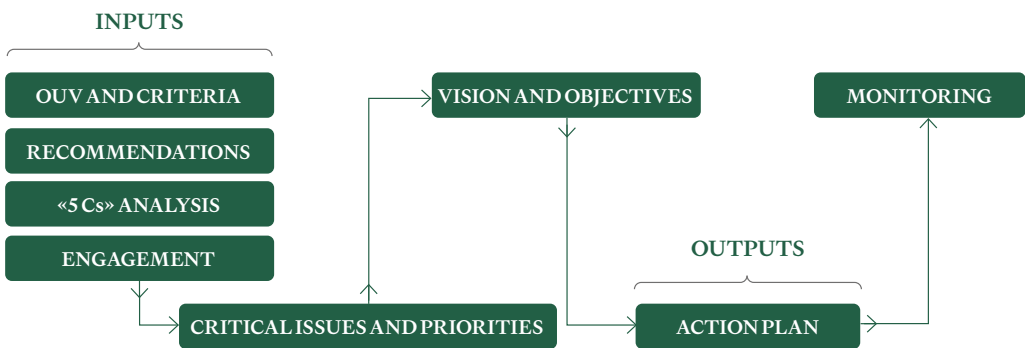 INPUTS
OUV AND CRITERIA
RECOMMENDATIONS
«5 Cs» ANALYSIS
ENGAGEMENT
CRITICAL ISSUES AND PRIORITIES
VISION AND OBJECTIVES
OUTPUTS
ACTION PLAN
MONITORING